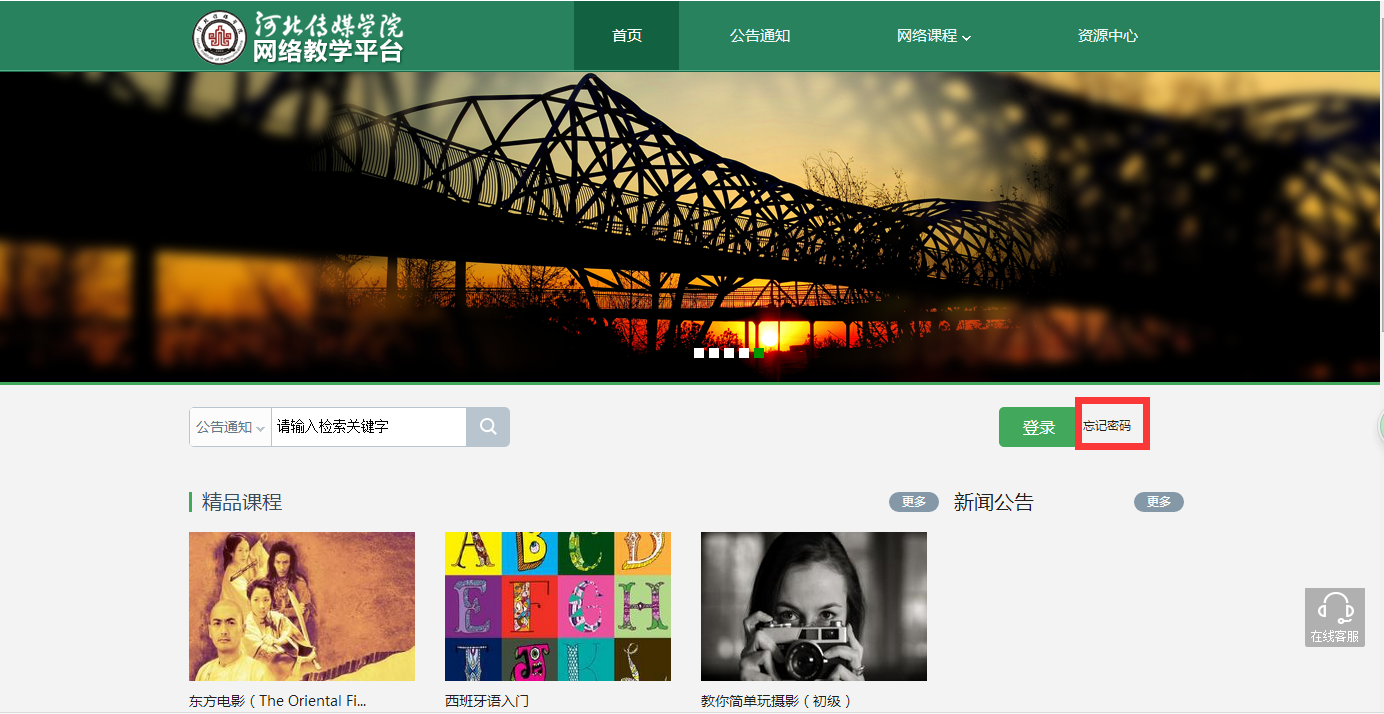 河北传媒学院
网络教学平台
首页
公告通知
网络课程
资源中心
公告通知
请输入检索关键字
登录
忘记密码
精品课程
更多
新闻公告
更多
A B C D
E F G H
I J K L
在线客服
东方电影（The Oriental Fi...
西班牙语入门
教你简单玩摄影（初级）